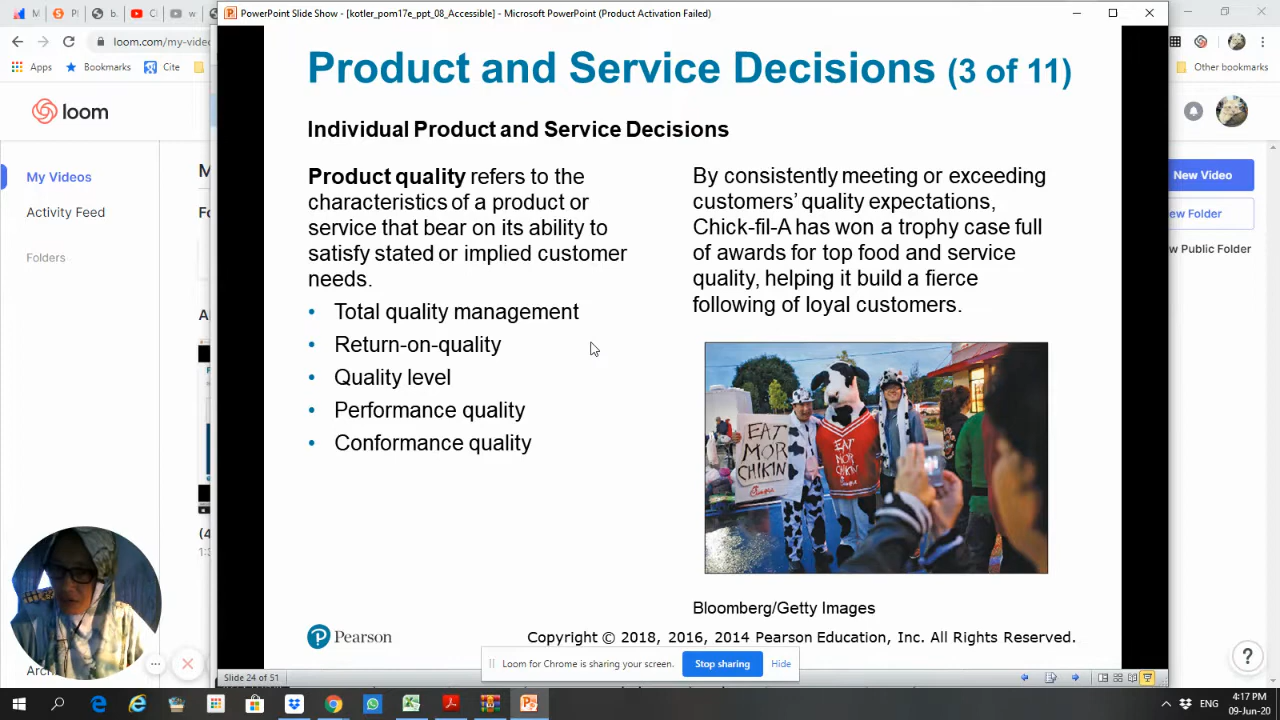 PowerPoint Slide Show - [kotler_pom17e_ppt_08_Accessible] - Microsoft PowerPoint (Product Activation Failed)
loom.com/my-video
Apps
Bookmarks
Cite
Other bookmarks
loom
My Videos
Activity Feed
Folders
New Video
ew Folder
ew Public Folder
Product and Service Decisions (3 of 11)
Individual Product and Service Decisions
Product quality refers to the
characteristics of a product or
service that bear on its ability to
satisfy stated or implied customer
needs.
• Total quality management
• Return-on-quality
• Quality level
• Performance quality
• Conformance quality
By consistently meeting or exceeding
customers’ quality expectations,
Chick-fil-A has won a trophy case full
of awards for top food and service
quality, helping it build a fierce
following of loyal customers.
EAT
MOR
CHIKIN
EAT
MOR
CHIKIN
Bloomberg/Getty Images
Pearson
Copyright © 2018, 2016, 2014 Pearson Education, Inc. All Rights Reserved.
Loom for Chrome is sharing your screen.
Stop sharing
Hide
Slide 24 of 51
ENG
4:17 PM
09-Jun-20